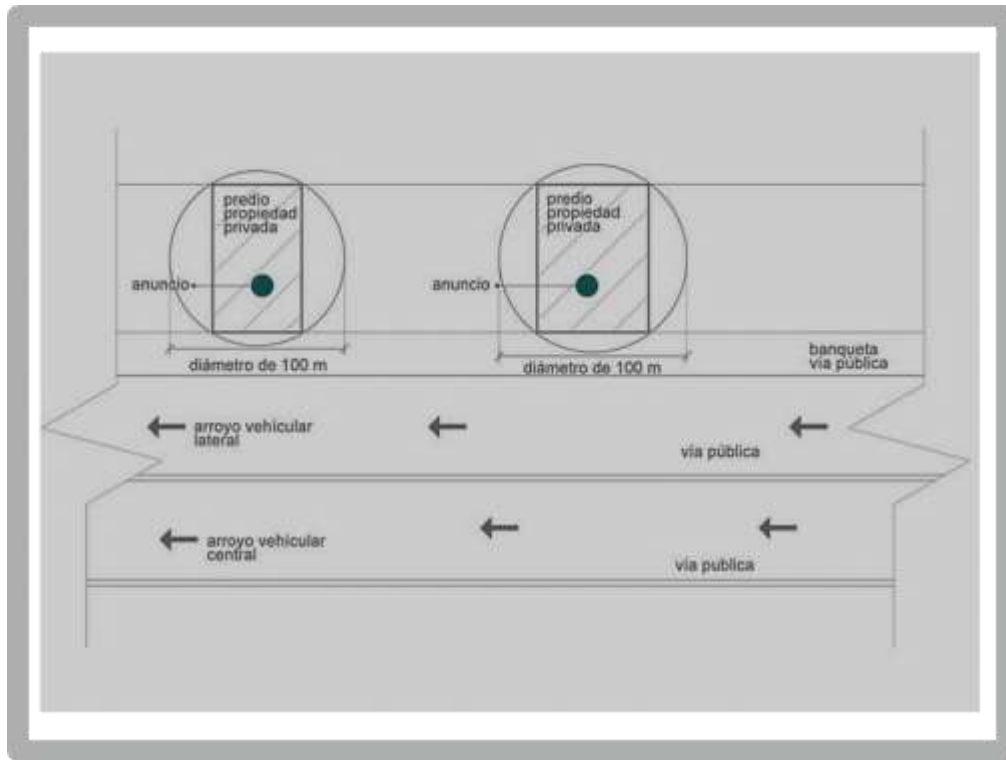 predio
propiedad
privada
predio
propiedad
privada
anuncio
anuncio
diámetro de 100 m
diámetro de 100 m
banqueta
via pública
arroyo vehicular
lateral
vía pública
arroyo vehicular
central
vía publica